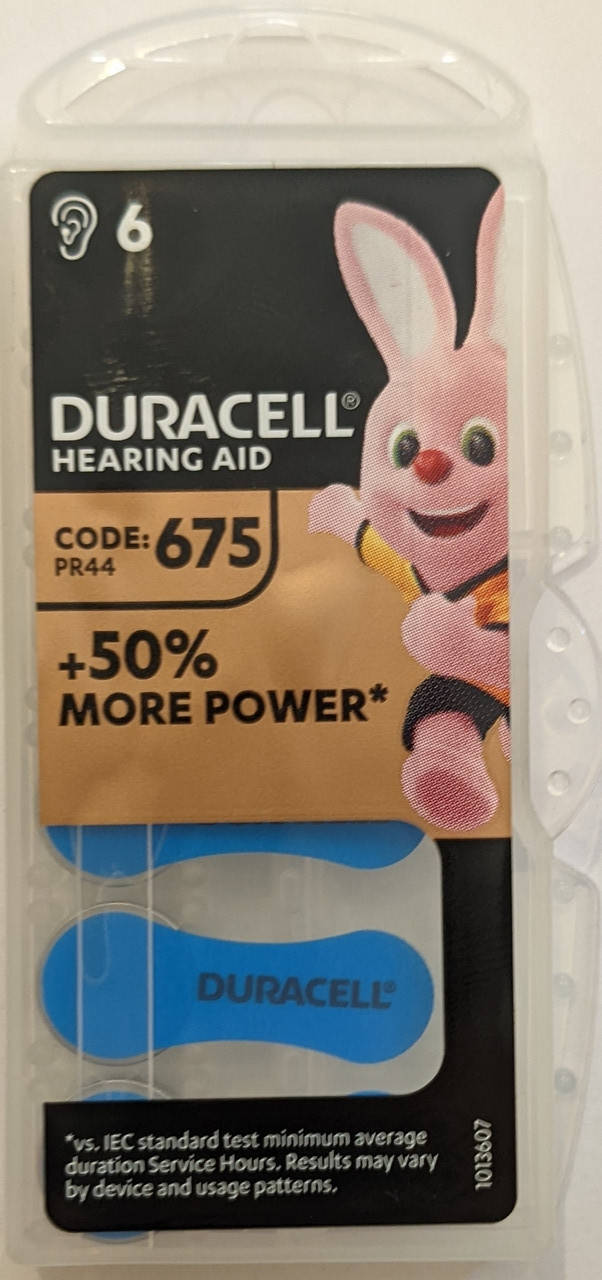 6
DURACELL®
HEARING AID
CODE: 675
PR44
+50%
MORE POWER*
DURACELL®
*vs. IEC standard test minimum average
duration Service Hours. Results may vary
by device and usage patterns.
1013607